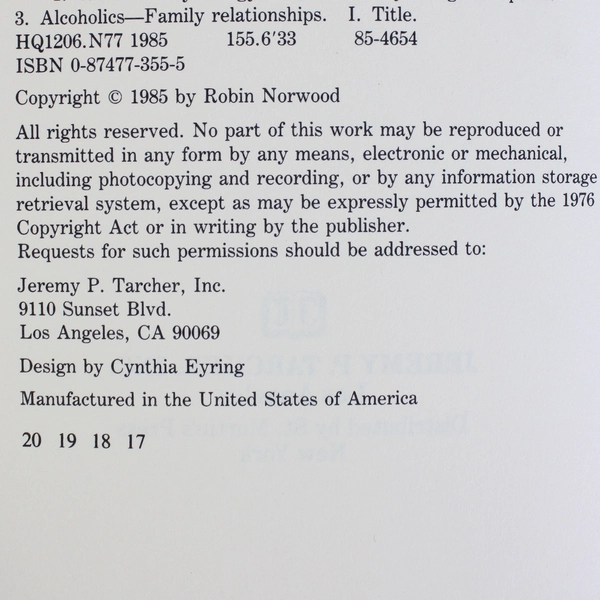 3. Alcoholics—Family relationships. I. Title.
HQ1206.N77 1985 155.6'33 85-4654
ISBN 0-87477-355-5
Copyright © 1985 by Robin Norwood
All rights reserved. No part of this work may be reproduced or
transmitted in any form by any means, electronic or mechanical,
including photocopying and recording, or by any information storage
retrieval system, except as may be expressly permitted by the 1976
Copyright Act or in writing by the publisher.
Requests for such permissions should be addressed to:
Jeremy P. Tarcher, Inc.
9110 Sunset Blvd.
Los Angeles, CA 90069
Design by Cynthia Eyring
Manufactured in the United States of America
20 19 18 17